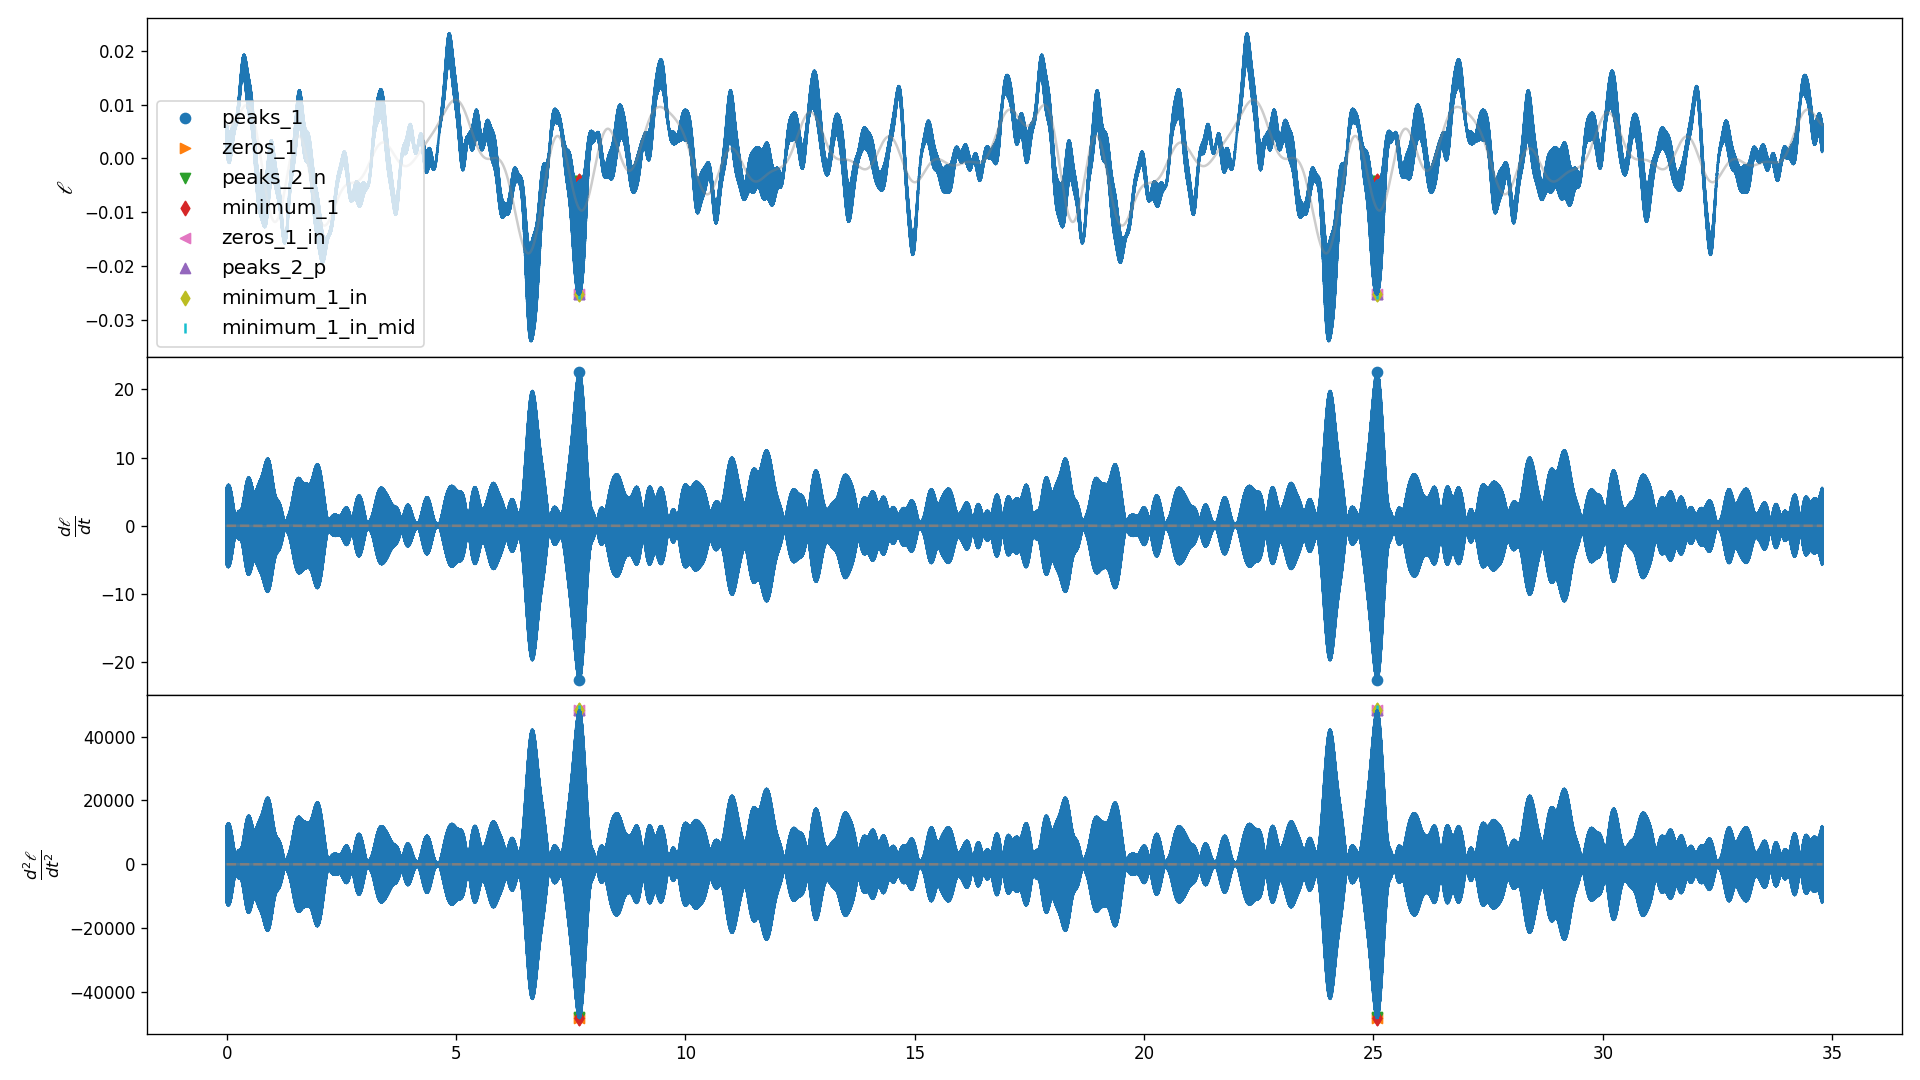 0.02
0.01
0.00
−0.01
−0.02
−0.03
ℓ
peaks_1
zeros_1
peaks_2_n
minimum_1
zeros_1_in
peaks_2_p
minimum_1_in
minimum_1_in_mid
20
10
0
−10
−20
dℓ
dt
40000
20000
0
−20000
−40000
d²ℓ
dt²
0 5 10 15 20 25 30 35